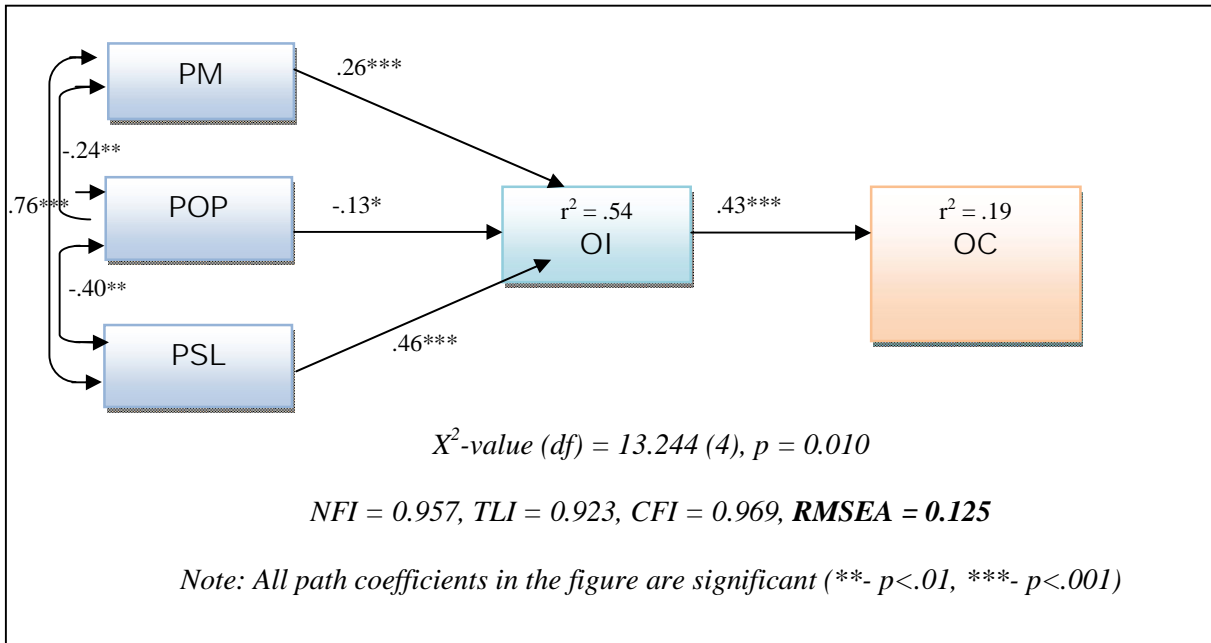 PM
.26***
-.24**
.76***
POP
-.13*
r2 = .54
OI
.43***
r2 = .19
OC
-.40**
PSL
.46***
X2-value (df) = 13.244 (4), p = 0.010
NFI = 0.957, TLI = 0.923, CFI = 0.969, RMSEA = 0.125
Note: All path coefficients in the figure are significant (**- p<.01, ***- p<.001)